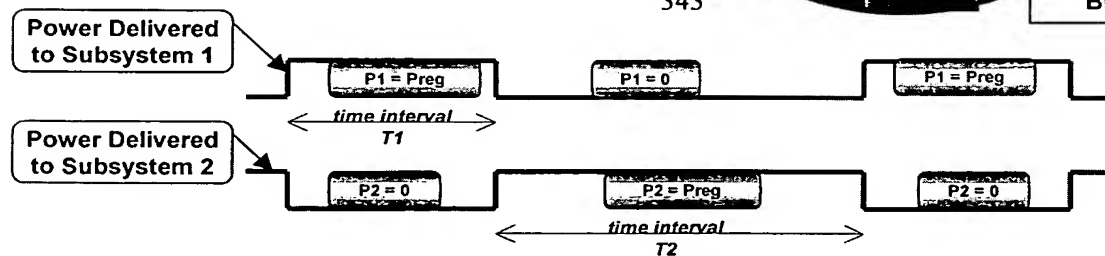 343
B
Power Delivered
to Subsystem 1
P1 = Preg
P1 = 0
P1 = Preg
time interval
T1
Power Delivered
to Subsystem 2
P2 = 0
P2 = Preg
P2 = 0
time interval
T2